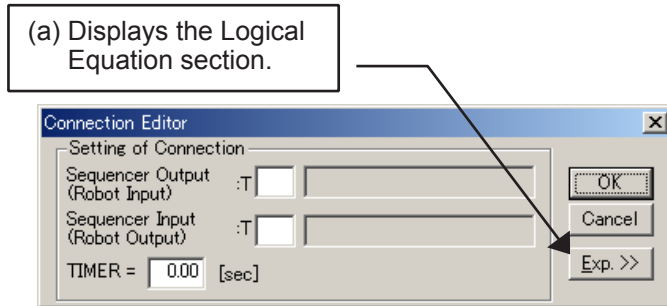 (a) Displays the Logical
Equation section.
Connection Editor
Setting of Connection
Sequencer Output
(Robot Input)
:T
OK
Sequencer Input
(Robot Output)
:T
Cancel
TIMER = 0.00 [sec]
Exp. >>